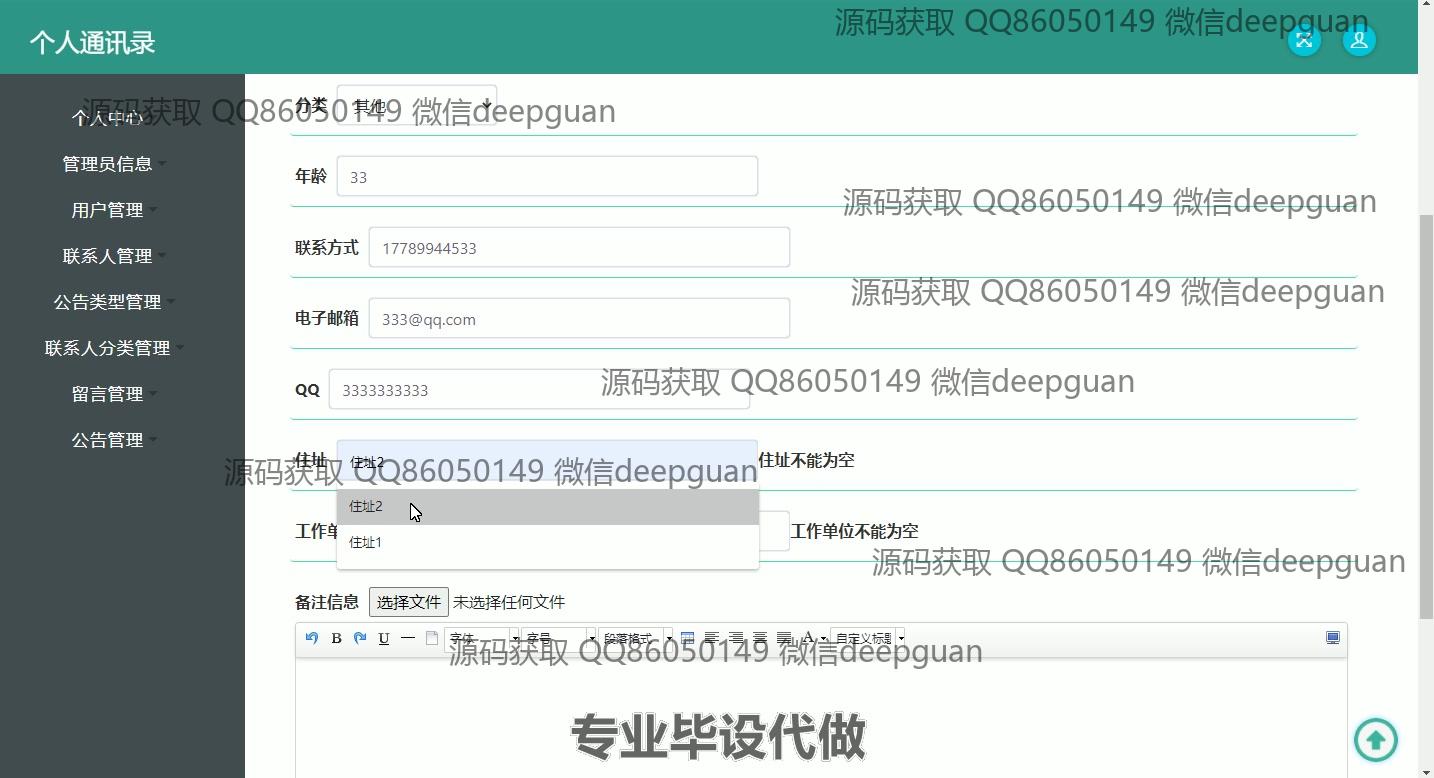 源码获取 QQ86050149 微信deepguan
个人通讯录
源码获取 QQ86050149 微信deepguan
个人中心
管理员信息
用户管理
联系人管理
公告类型管理
联系人分类管理
留言管理
公告管理
分类 其他
年龄 33
源码获取 QQ86050149 微信deepguan
联系方式 17789944533
源码获取 QQ86050149 微信deepguan
电子邮箱 333@qq.com
QQ 3333333333
源码获取 QQ86050149 微信deepguan
住址 住址2 住址不能为空
源码获取 QQ86050149 微信deepguan
住址2
住址1
工作单 工作单位不能为空
源码获取 QQ86050149 微信deepguan
备注信息 选择文件 未选择任何文件
B U 字体 字号 段落格式 A 自定义标题
源码获取 QQ86050149 微信deepguan
专业毕设代做